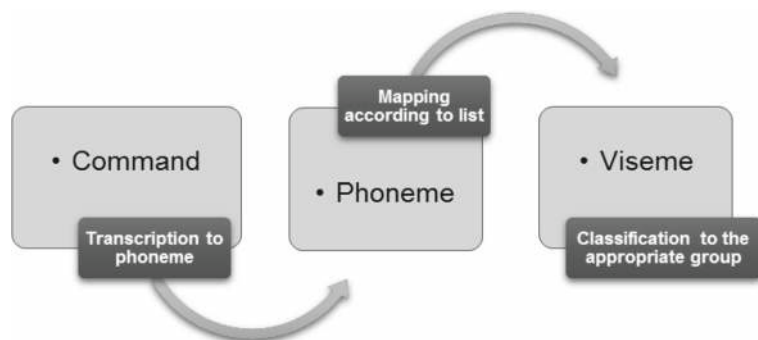 • Command
Transcription to
phoneme
Mapping
according to list
• Phoneme
• Viseme
Classification to the
appropriate group